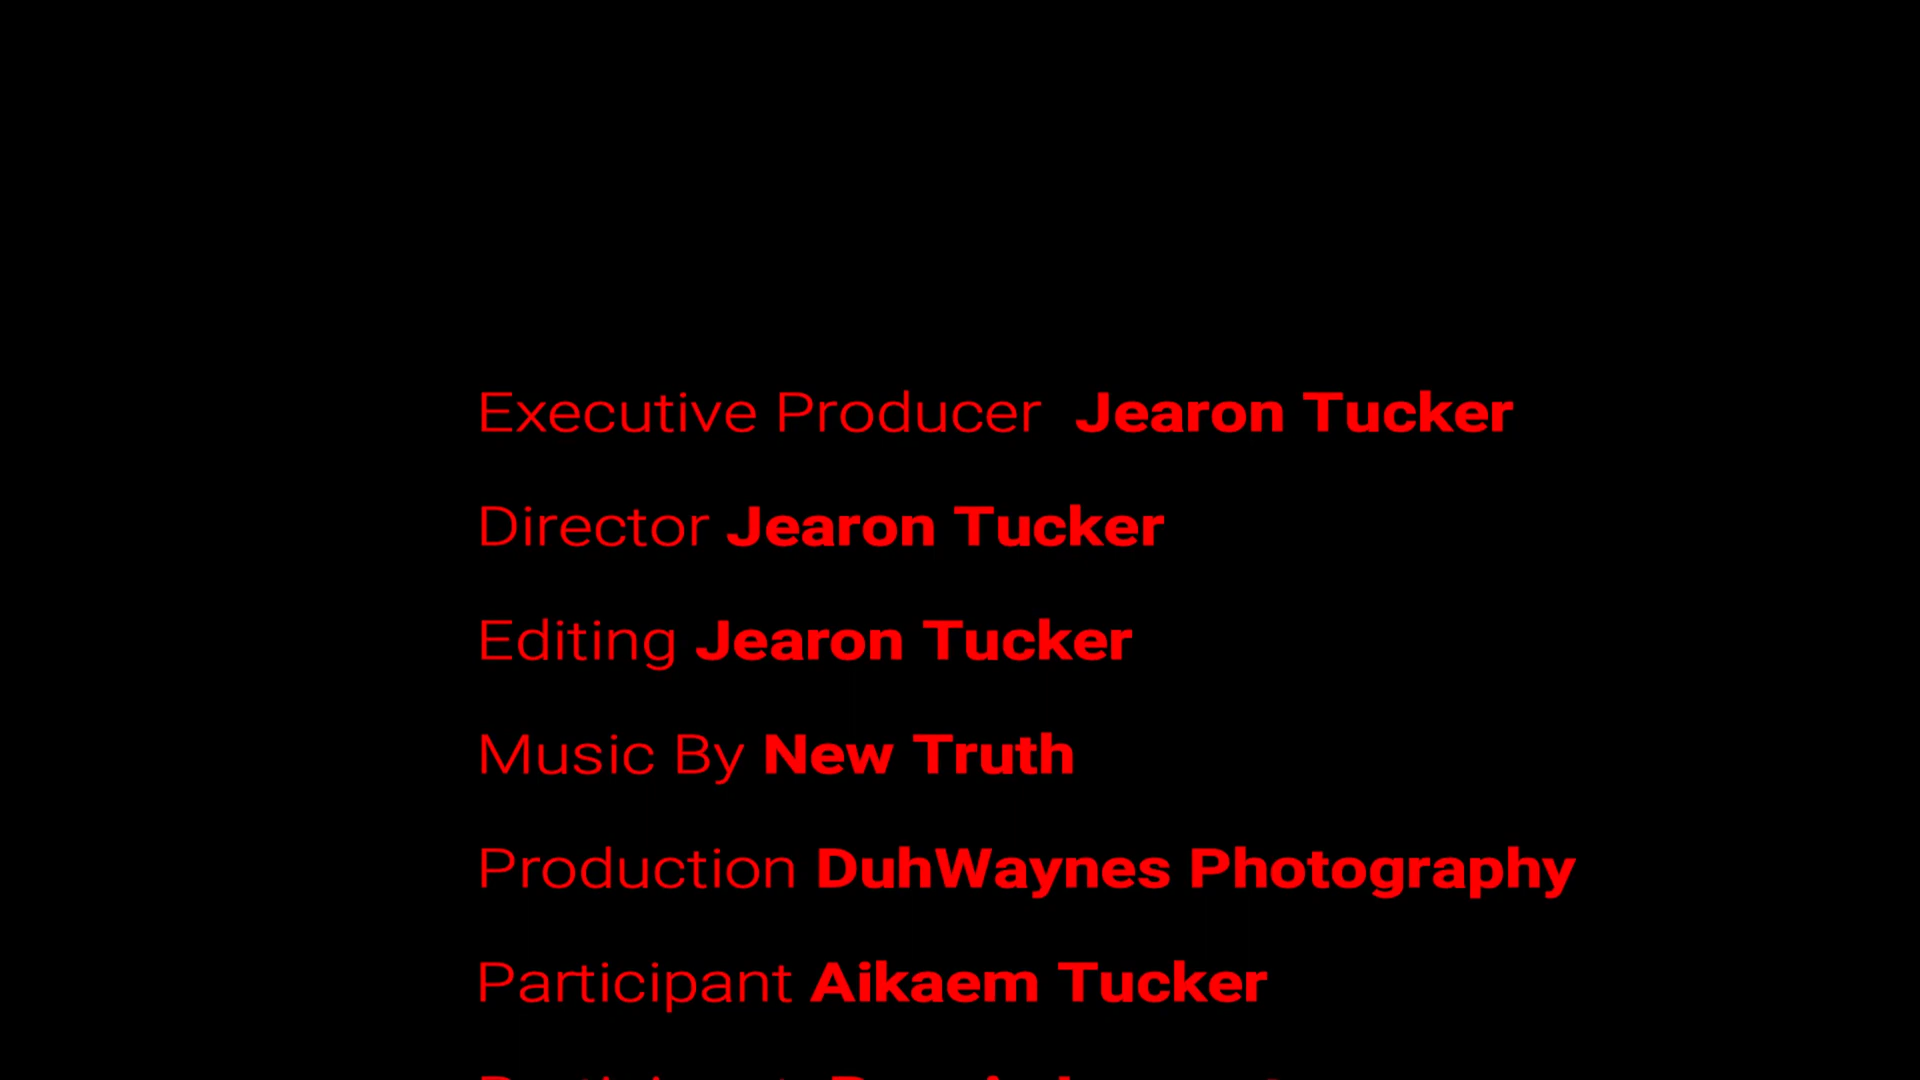 Executive Producer Jearon Tucker
Director Jearon Tucker
Editing Jearon Tucker
Music By New Truth
Production DuhWaynes Photography
Participant Aikaem Tucker
Participant